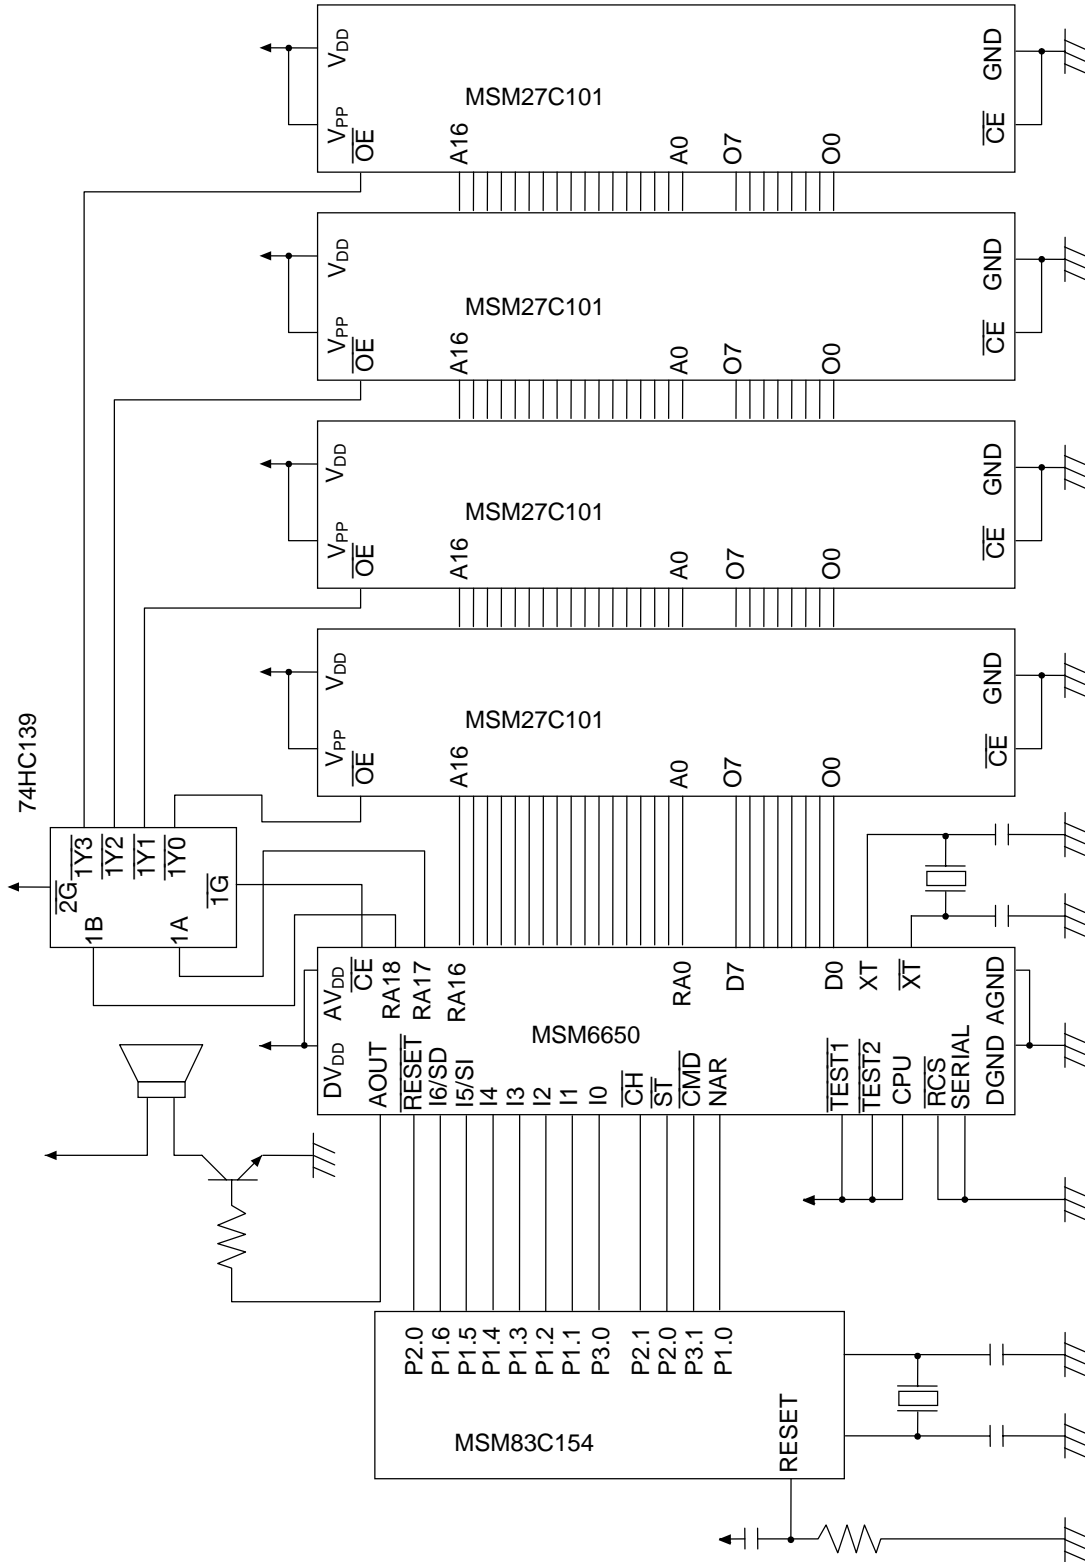 MSM83C154
P2.0
P1.6
P1.5
P1.4
P1.3
P1.2
P1.1
P3.0
P2.1
P2.0
P3.1
P1.0
RESET
MSM6650
DVDD
AVDD
AOUT
RESET
I6/SD
I5/SI
I4
I3
I2
I1
I0
CH
ST
CMD
NAR
TEST1
TEST2
CPU
RCS
SERIAL
DGND
AGND
CE
RA18
RA17
RA16
RA0
D7
D0
XT
XT
74HC139
2G
1B
1A
1Y3
1Y2
1Y1
1Y0
1G
MSM27C101
VPP
VDD
OE
A16
A0
O7
O0
CE
GND
MSM27C101
VPP
VDD
OE
A16
A0
O7
O0
CE
GND
MSM27C101
VPP
VDD
OE
A16
A0
O7
O0
CE
GND
MSM27C101
VPP
VDD
OE
A16
A0
O7
O0
CE
GND